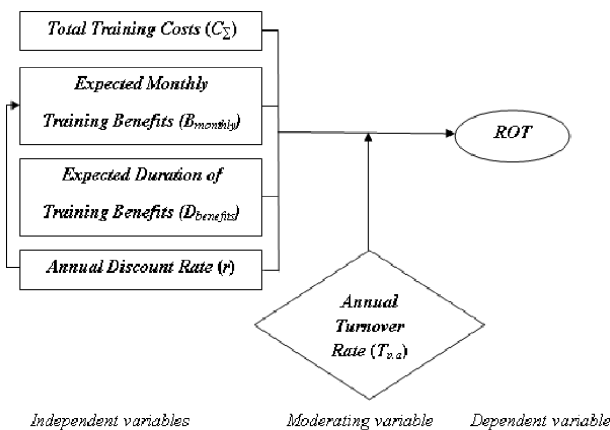 Total Training Costs (C∑)
Expected Monthly
Training Benefits (Bmonthly)
Expected Duration of
Training Benefits (Dbenefits)
Annual Discount Rate (r)
ROT
Annual
Turnover
Rate (Tv.a)
Independent variables
Moderating variable
Dependent variable